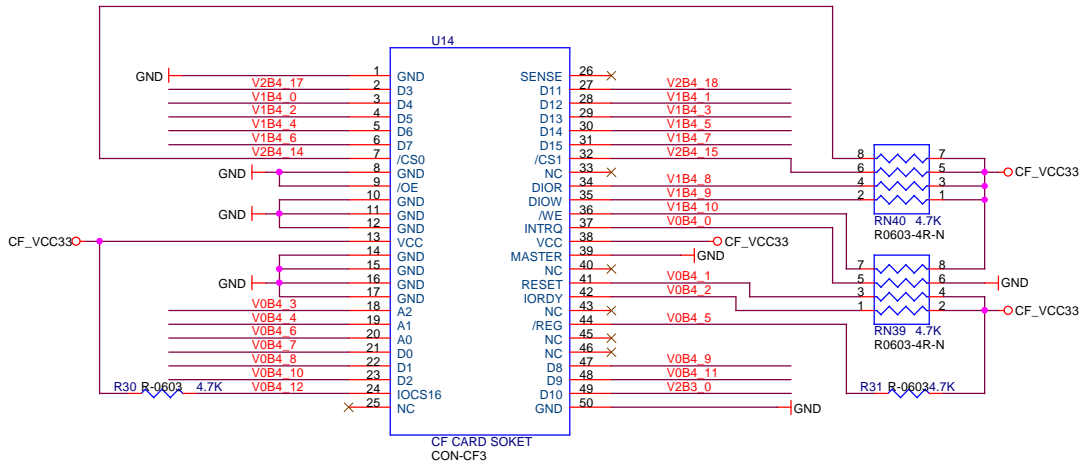 U14
GND 1 GND SENSE 26
V2B4_17 2 D3 D11 27 V2B4_18
V1B4_0 3 D4 D12 28 V1B4_1
V1B4_2 4 D5 D13 29 V1B4_3
V1B4_4 5 D6 D14 30 V1B4_5
V1B4_6 6 D7 D15 31 V1B4_7
V2B4_14 7 /CS0 /CS1 32 V2B4_15 8 7
GND 8 GND NC 33 6 5 CF_VCC33
9 /OE DIOR 34 V1B4_8 4 3
10 GND DIOW 35 V1B4_9 2 1
GND 11 GND /WE 36 V1B4_10
12 GND INTRQ 37 V0B4_0 RN40 4.7K
R0603-4R-N
CF_VCC33 13 VCC VCC 38 CF_VCC33
14 GND MASTER 39 GND
15 GND NC 40 7 8
GND 16 GND RESET 41 V0B4_1 5 6 GND
17 GND IORDY 42 V0B4_2 3 4
V0B4_3 18 A2 NC 43 1 2 CF_VCC33
V0B4_4 19 A1 /REG 44 V0B4_5
V0B4_6 20 A0 NC 45 RN39 4.7K
V0B4_7 21 D0 NC 46 R0603-4R-N
V0B4_8 22 D1 D8 47 V0B4_9
V0B4_10 23 D2 D9 48 V0B4_11
R30 R-0603 4.7K V0B4_12 24 IOCS16 D10 49 V2B3_0 R31 R-0603 4.7K
25 NC GND 50 GND
CF CARD SOKET
CON-CF3